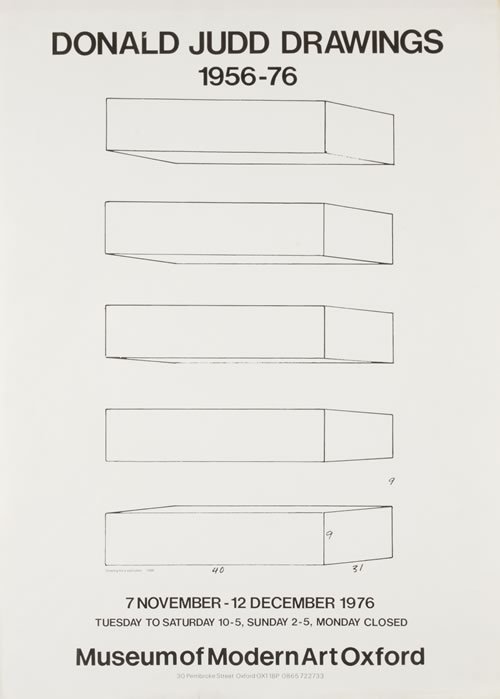 DONALD JUDD DRAWINGS
1956-76
9
9
40
31
7 NOVEMBER - 12 DECEMBER 1976
TUESDAY TO SATURDAY 10-5, SUNDAY 2-5, MONDAY CLOSED
Museum of Modern Art Oxford
30 Pembroke Street Oxford OX1 1BP 0865 722733